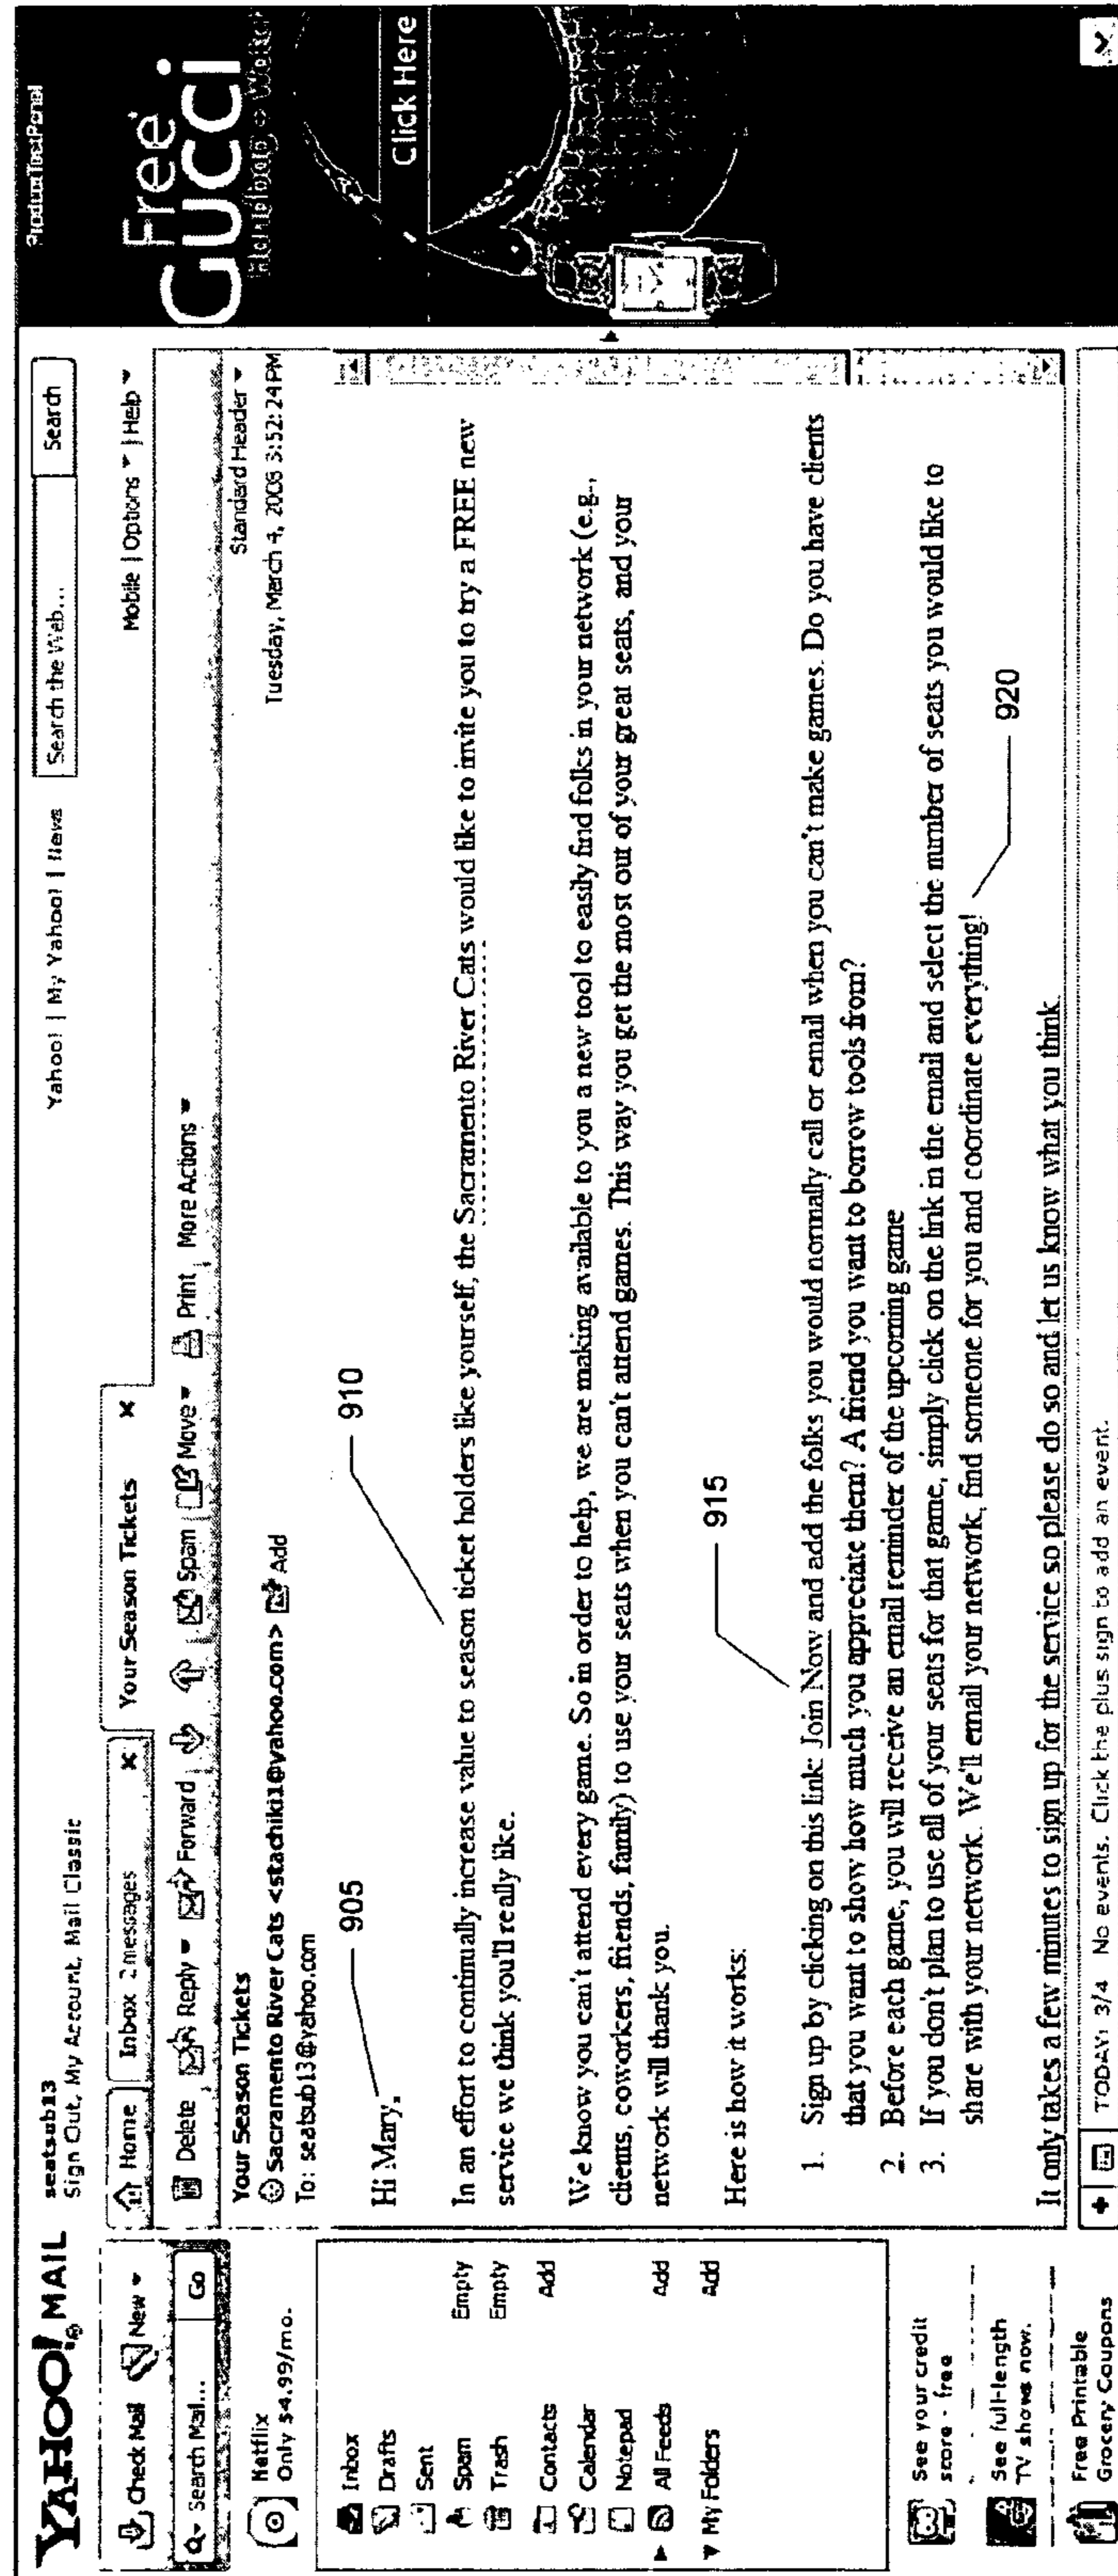 YAHOO! MAIL
seatsub13
Sign Out, My Account, Mail Classic
Yahoo! | My Yahoo! | News
Search the Web...
Search
Check Mail
New
Home
Inbox 2 messages
Your Season Tickets
Mobile | Options | Help
Search Mail...
Go
Delete
Reply
Forward
Spam
Move
Print
More Actions
Netflix
Only $4.99/mo.
Your Season Tickets
Standard Header
Sacramento River Cats <stachiki1@yahoo.com>
Add
Tuesday, March 4, 2008 3:52:24 PM
To: seatsub13@yahoo.com
Inbox
Drafts
Sent
Spam Empty
Trash Empty
Contacts Add
Calendar
Notepad
All Feeds Add
My Folders Add
See your credit
score - free
See full-length
TV shows now.
Free Printable
Grocery Coupons
905
Hi Mary,
910
In an effort to continually increase value to season ticket holders like yourself, the Sacramento River Cats would like to invite you to try a FREE new
service we think you'll really like.
We know you can't attend every game. So in order to help, we are making available to you a new tool to easily find folks in your network (e.g.,
clients, coworkers, friends, family) to use your seats when you can't attend games. This way you get the most out of your great seats, and your
network will thank you.
Here is how it works:
915
1. Sign up by clicking on this link: Join Now and add the folks you would normally call or email when you can't make games. Do you have clients
that you want to show how much you appreciate them? A friend you want to borrow tools from?
2. Before each game, you will receive an email reminder of the upcoming game
3. If you don't plan to use all of your seats for that game, simply click on the link in the email and select the number of seats you would like to
share with your network. We'll email your network, find someone for you and coordinate everything!
920
It only takes a few minutes to sign up for the service so please do so and let us know what you think.
TODAY: 3/4 No events. Click the plus sign to add an event.
ProductTestPanel
Free
GUCCI
Handbag & Watch
Click Here